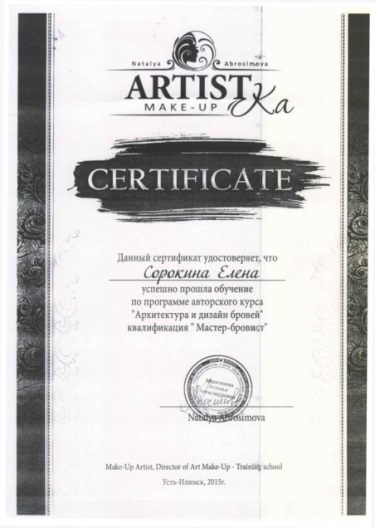 Natalya Abrosimova
ARTIST
Ка
MAKE-UP
CERTIFICATE
Данный сертификат удостоверяет, что
Сорокина Елена
успешно прошла обучение
по программе авторского курса
"Архитектура и дизайн бровей"
квалификация " Мастер-бровист"
Natalya Abrosimova
Make-Up Artist, Director of Art Make-Up - Training school
Усть-Илимск, 2015г.